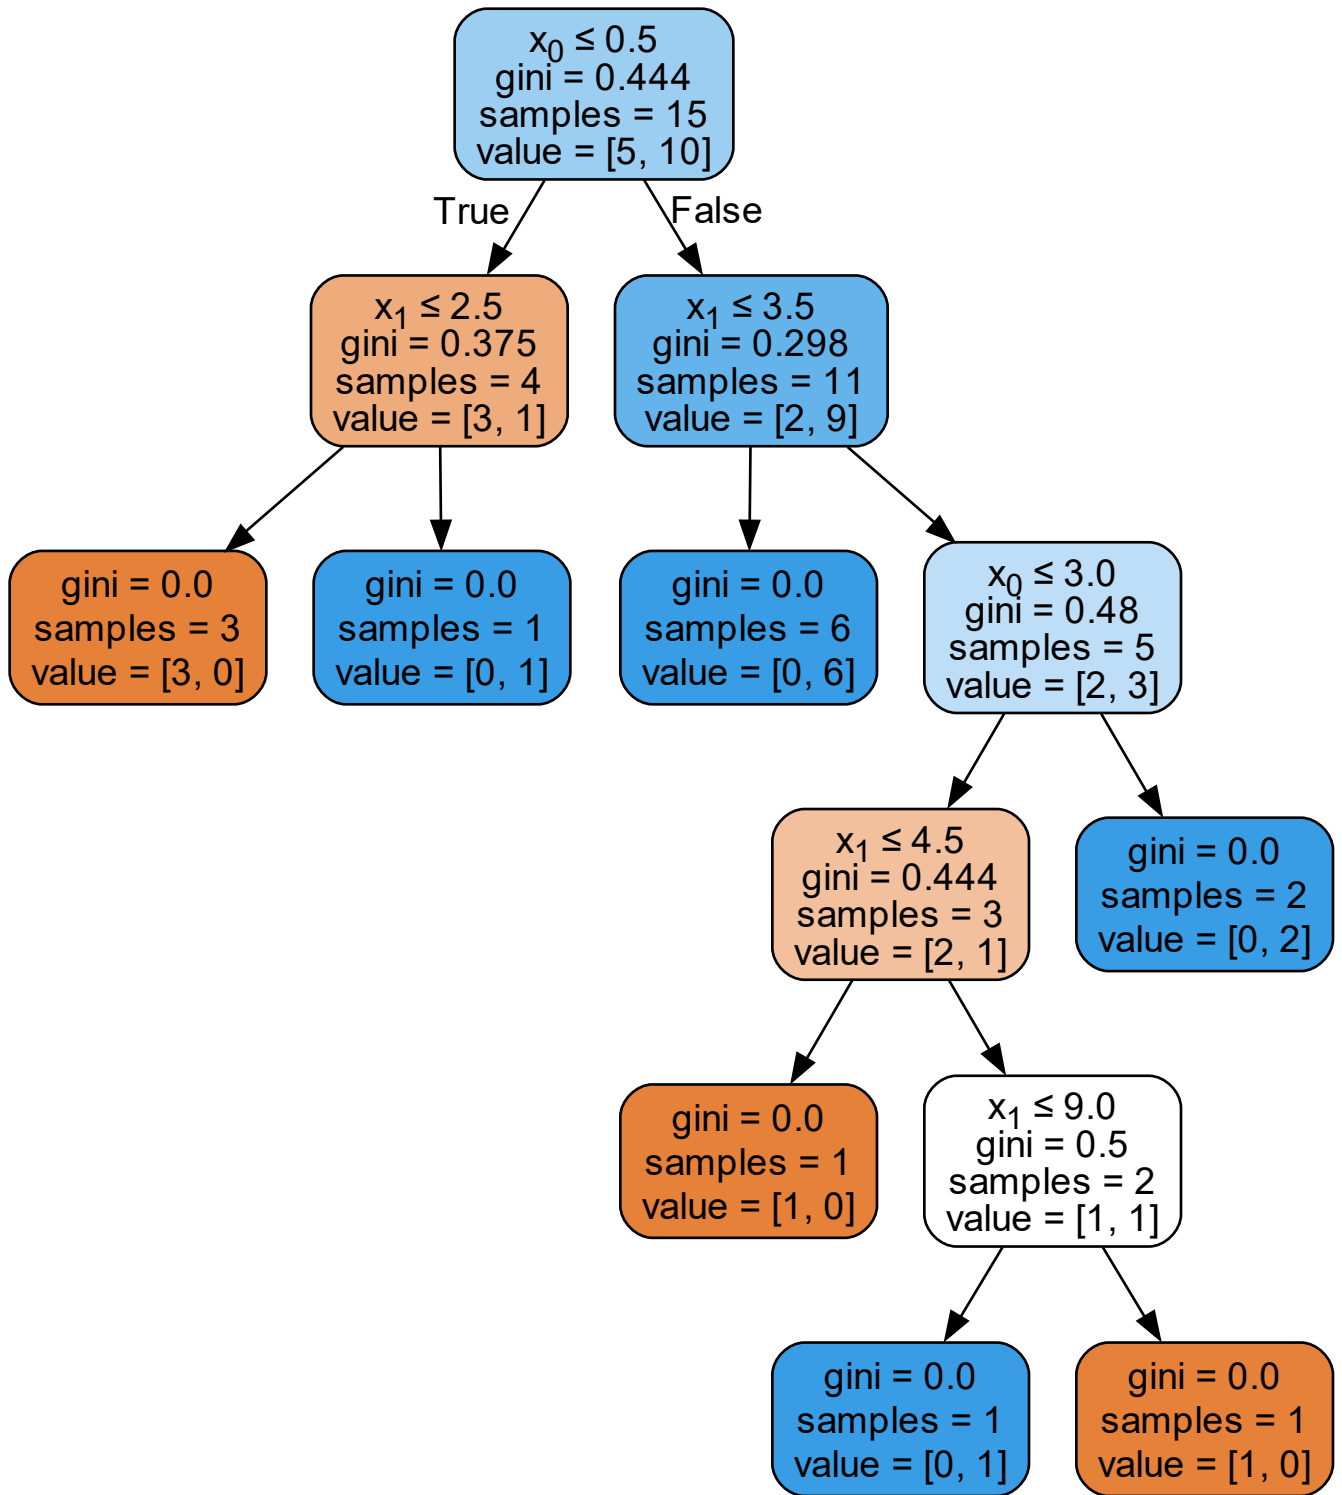 x₀ ≤ 0.5
gini = 0.444
samples = 15
value = [5, 10]
True
False
x₁ ≤ 2.5
gini = 0.375
samples = 4
value = [3, 1]
x₁ ≤ 3.5
gini = 0.298
samples = 11
value = [2, 9]
gini = 0.0
samples = 3
value = [3, 0]
gini = 0.0
samples = 1
value = [0, 1]
gini = 0.0
samples = 6
value = [0, 6]
x₀ ≤ 3.0
gini = 0.48
samples = 5
value = [2, 3]
x₁ ≤ 4.5
gini = 0.444
samples = 3
value = [2, 1]
gini = 0.0
samples = 2
value = [0, 2]
gini = 0.0
samples = 1
value = [1, 0]
x₁ ≤ 9.0
gini = 0.5
samples = 2
value = [1, 1]
gini = 0.0
samples = 1
value = [0, 1]
gini = 0.0
samples = 1
value = [1, 0]